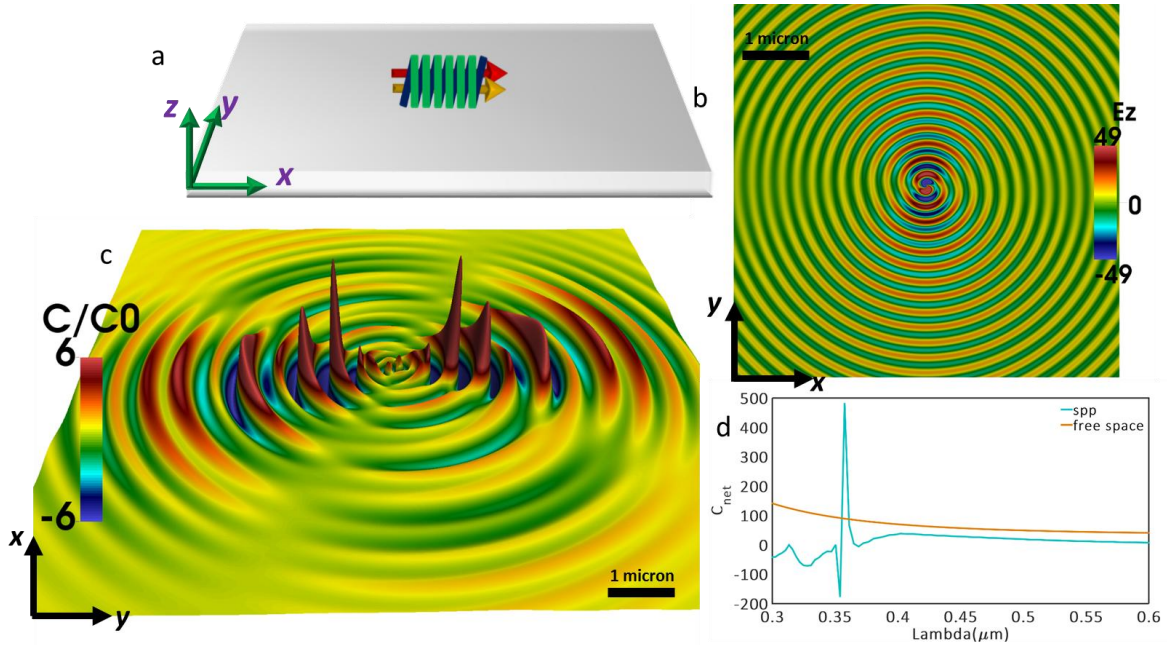 a
z
y
x
b
1 micron
Ez
49
0
-49
y
x
c
C/C0
6
-6
x
y
1 micron
d
spp
free space
500
400
300
200
100
0
-100
-200
C_net
0.3 0.35 0.4 0.45 0.5 0.55 0.6
Lambda(μm)